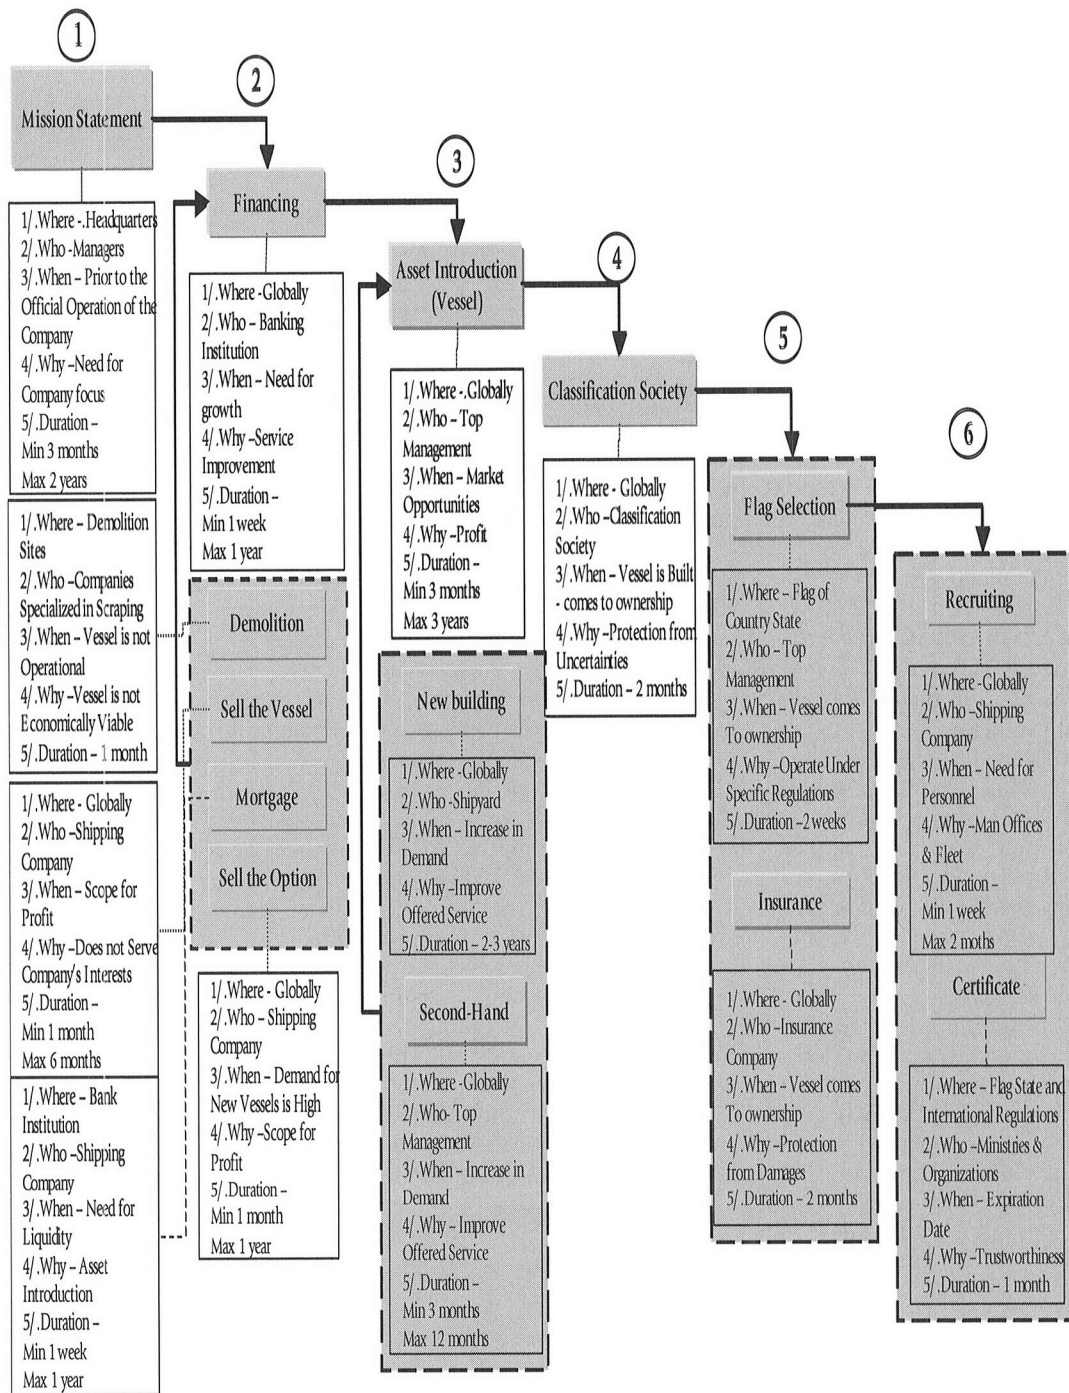 1
Mission Statement
1/ .Where -.Headquarters
2/ .Who -Managers
3/ .When – Prior to the
Official Operation of the
Company
4/ .Why –Need for
Company focus
5/ .Duration –
Min 3 months
Max 2 years
2
Financing
1/ .Where -Globally
2/ .Who – Banking
Institution
3/ .When – Need for
growth
4/ .Why –Service
Improvement
5/ .Duration –
Min 1 week
Max 1 year
3
Asset Introduction
(Vessel)
1/ .Where -.Globally
2/ .Who – Top
Management
3/ .When – Market
Opportunities
4/ .Why –Profit
5/ .Duration –
Min 3 months
Max 3 years
4
Classification Society
1/ .Where - Globally
2/ .Who –Classification
Society
3/ .When – Vessel is Built
- comes to ownership
4/ .Why –Protection from
Uncertainties
5/ .Duration – 2 months
5
Flag Selection
1/ .Where – Flag of
Country State
2/ .Who – Top
Management
3/ .When – Vessel comes
To ownership
4/ .Why –Operate Under
Specific Regulations
5/ .Duration –2 weeks
Insurance
1/ .Where - Globally
2/ .Who –Insurance
Company
3/ .When – Vessel comes
To ownership
4/ .Why –Protection
from Damages
5/ .Duration – 2 months
6
Recruiting
1/ .Where -Globally
2/ .Who –Shipping
Company
3/ .When – Need for
Personnel
4/ .Why –Man Offices
& Fleet
5/ .Duration –
Min 1 week
Max 2 moths
Certificate
1/ .Where – Flag State and
International Regulations
2/ .Who –Ministries &
Organizations
3/ .When – Expiration
Date
4/ .Why –Trustworthiness
5/ .Duration – 1 month
1/ .Where – Demolition
Sites
2/ .Who –Companies
Specialized in Scraping
3/ .When – Vessel is not
Operational
4/ .Why –Vessel is not
Economically Viable
5/ .Duration – 1 month
1/ .Where - Globally
2/ .Who –Shipping
Company
3/ .When – Scope for
Profit
4/ .Why –Does not Serve
Company's Interests
5/ .Duration –
Min 1 month
Max 6 months
1/ .Where – Bank
Institution
2/ .Who –Shipping
Company
3/ .When – Need for
Liquidity
4/ .Why – Asset
Introduction
5/ .Duration –
Min 1 week
Max 1 year
Demolition
Sell the Vessel
Mortgage
Sell the Option
1/ .Where - Globally
2/ .Who – Shipping
Company
3/ .When – Demand for
New Vessels is High
4/ .Why –Scope for
Profit
5/ .Duration –
Min 1 month
Max 1 year
New building
1/ .Where -Globally
2/ .Who -Shipyard
3/ .When – Increase in
Demand
4/ .Why –Improve
Offered Service
5/ .Duration – 2-3 years
Second-Hand
1/ .Where -Globally
2/ .Who- Top
Management
3/ .When – Increase in
Demand
4/ .Why – Improve
Offered Service
5/ .Duration –
Min 3 months
Max 12 months